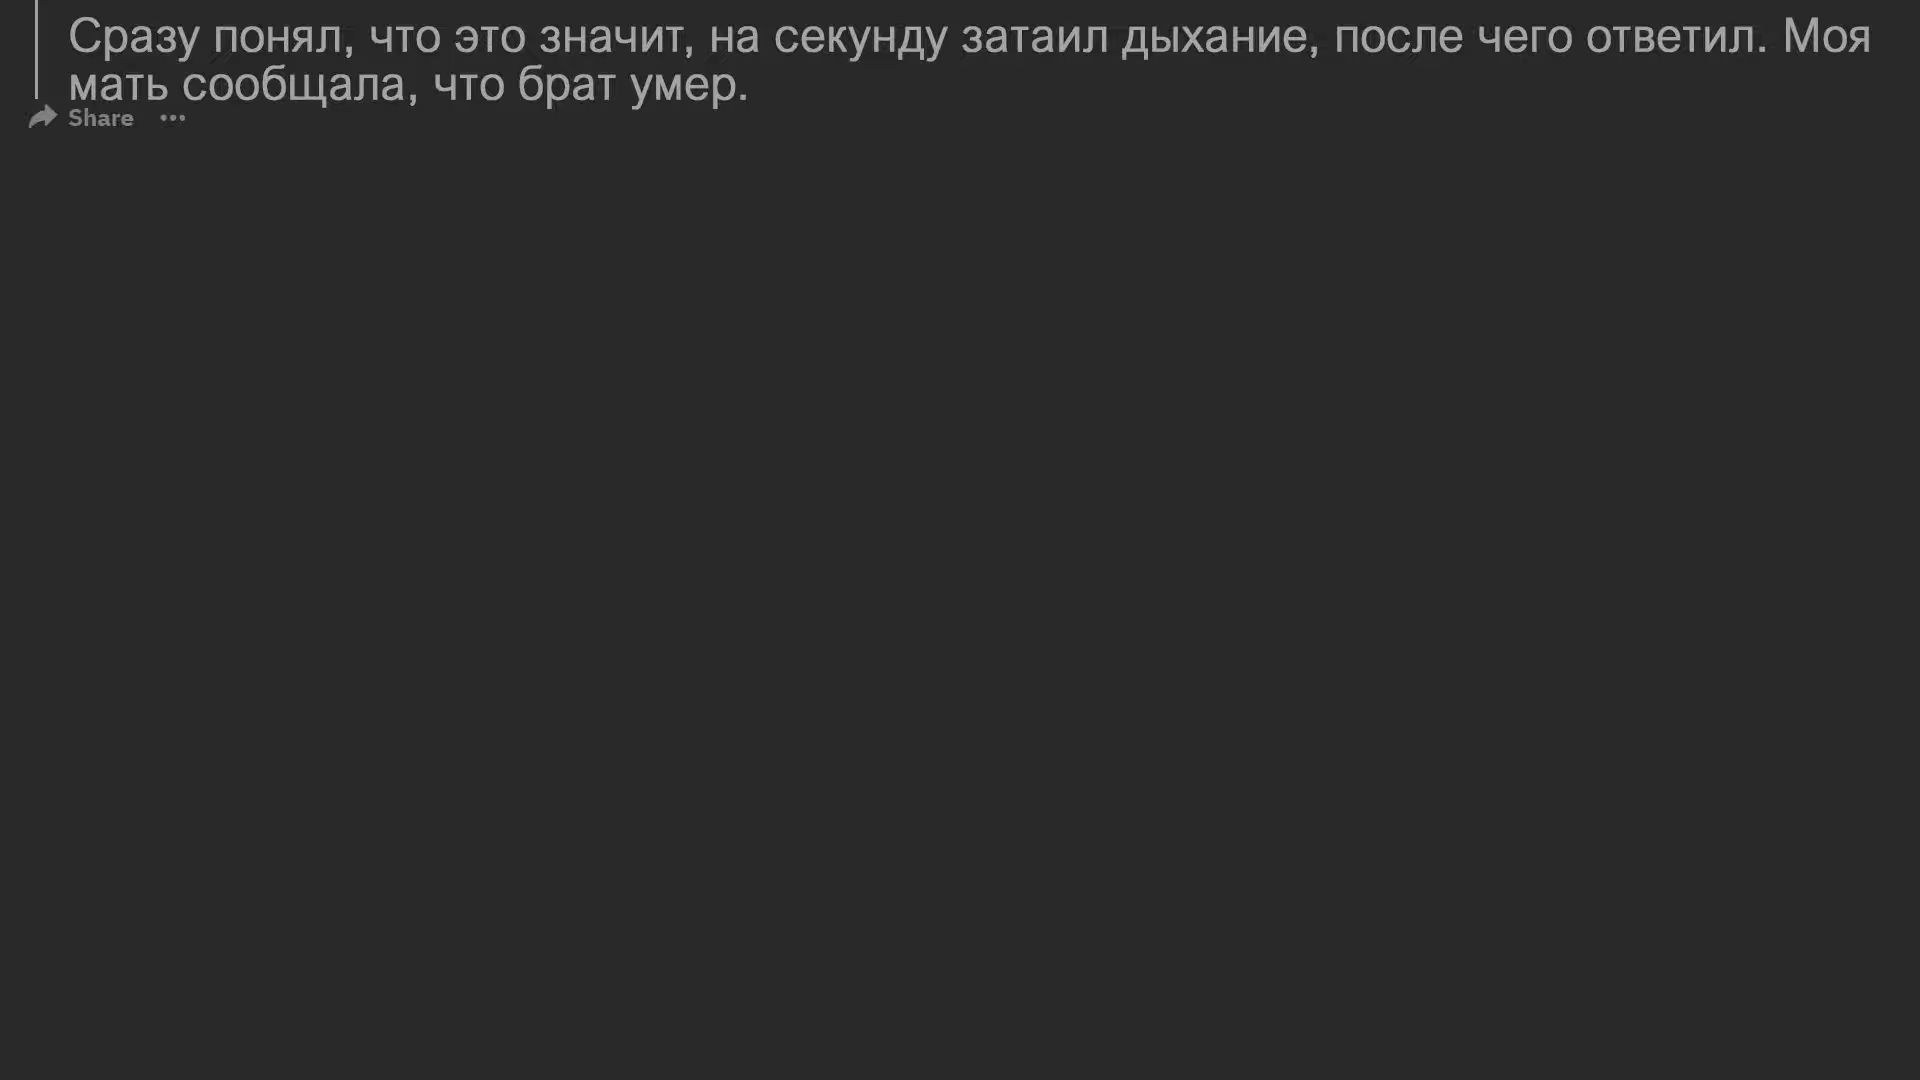 Сразу понял, что это значит, на секунду затаил дыхание, после чего ответил. Моя
мать сообщала, что брат умер.
Share ...